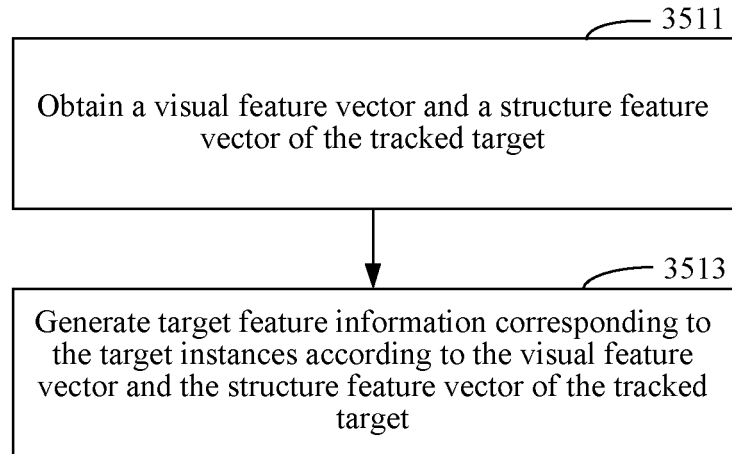 3511
Obtain a visual feature vector and a structure feature
vector of the tracked target
3513
Generate target feature information corresponding to
the target instances according to the visual feature
vector and the structure feature vector of the tracked
target